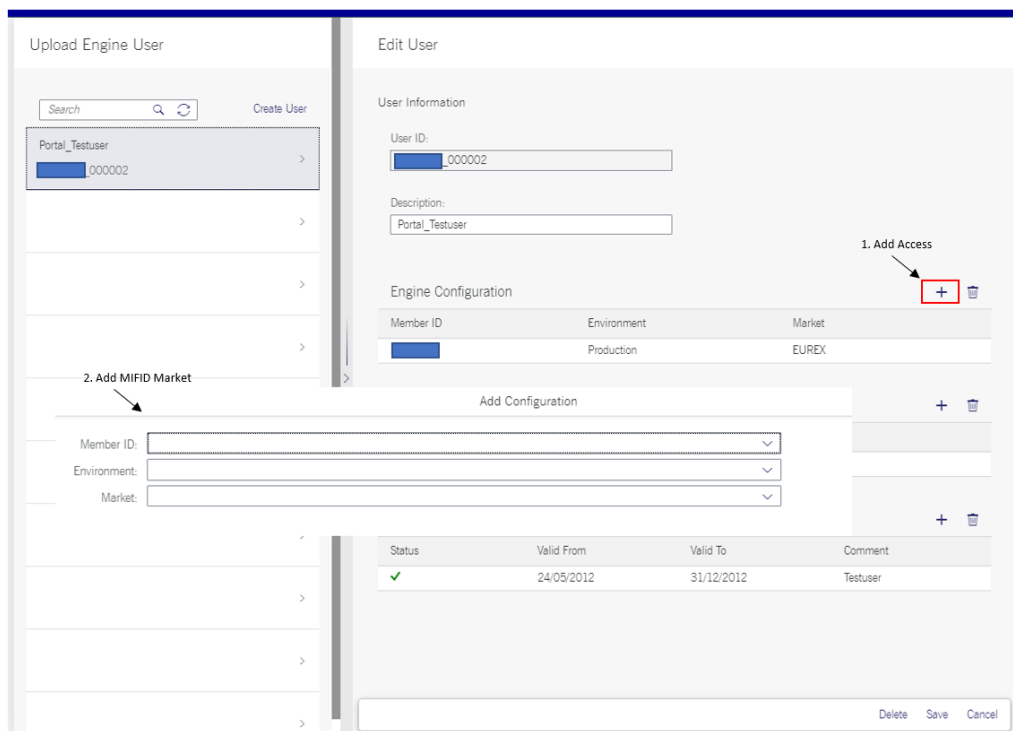 Upload Engine User
Search
Create User
Portal_Testuser
_000002
Edit User
User Information
User ID:
_000002
Description:
Portal_Testuser
1. Add Access
Engine Configuration
Member ID Environment Market
Production EUREX
2. Add MIFID Market
Add Configuration
Member ID:
Environment:
Market:
Status Valid From Valid To Comment
24/05/2012 31/12/2012 Testuser
Delete Save Cancel